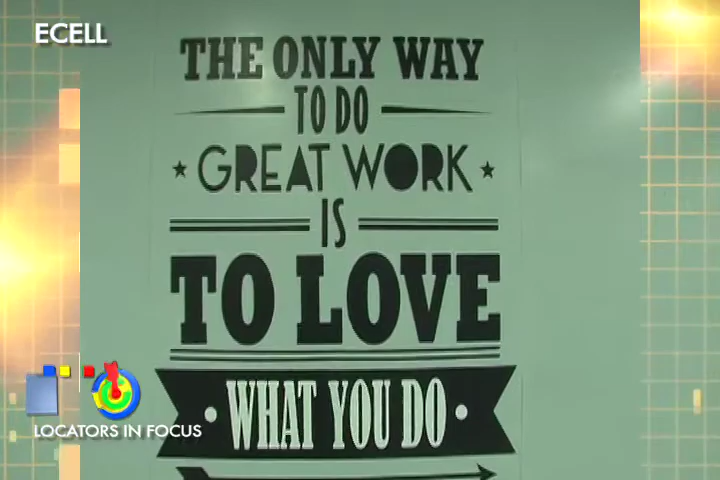 ECELL
THE ONLY WAY
TO DO
GREAT WORK
IS
TO LOVE
WHAT YOU DO
LOCATORS IN FOCUS